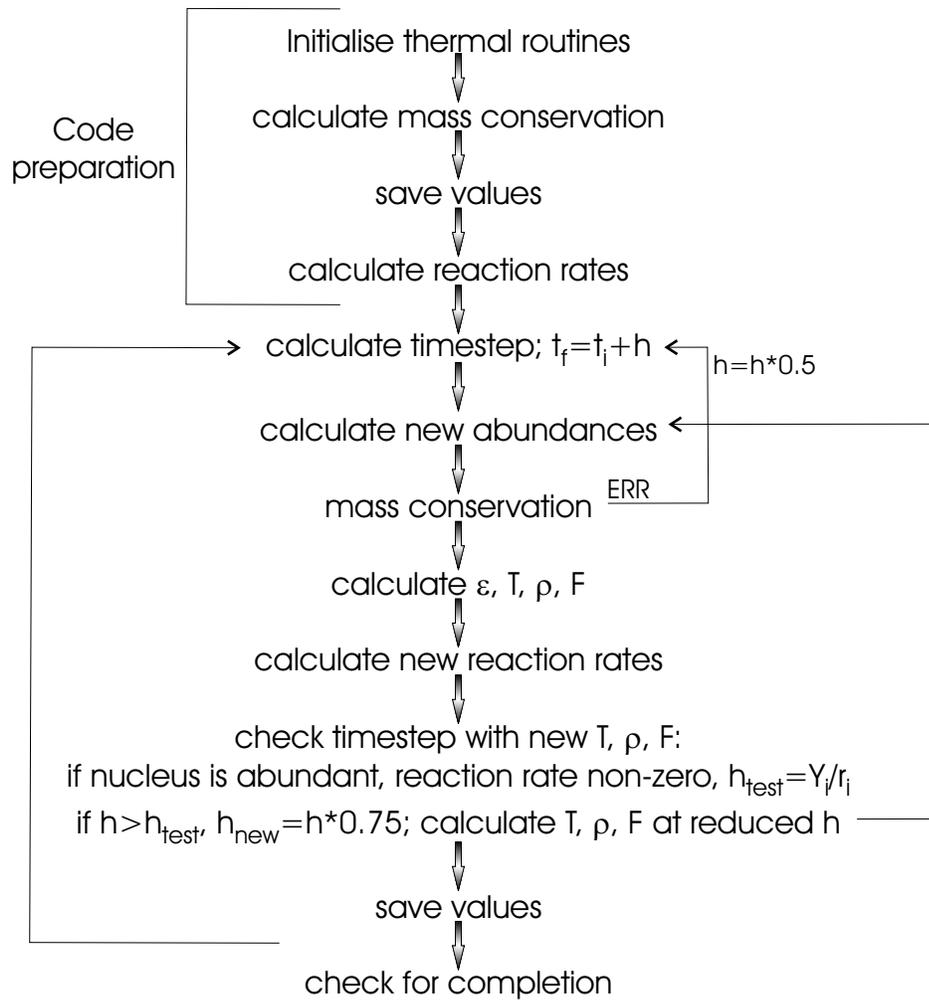 Initialise thermal routines
calculate mass conservation
Code
preparation
save values
calculate reaction rates
calculate timestep; t_f=t_i+h
h=h*0.5
calculate new abundances
ERR
mass conservation
calculate ε, T, ρ, F
calculate new reaction rates
check timestep with new T, ρ, F:
if nucleus is abundant, reaction rate non-zero, h_test=Y_i/r_i
if h>h_test, h_new=h*0.75; calculate T, ρ, F at reduced h
save values
check for completion